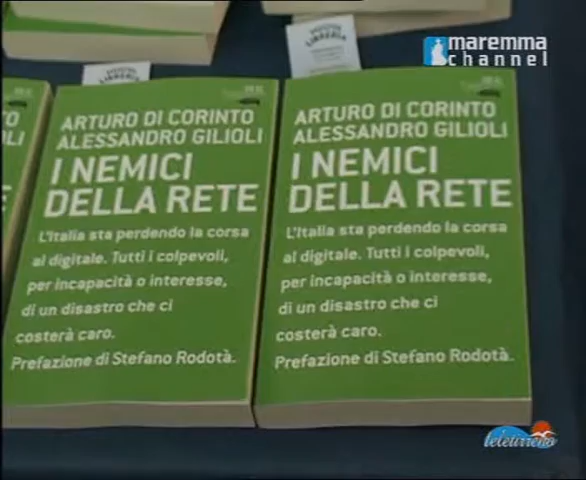 maremma
channel
LIBRERIA
LIBRERIA
ARTURO DI CORINTO
ALESSANDRO GILIOLI
I NEMICI
DELLA RETE
L'Italia sta perdendo la corsa
al digitale. Tutti i colpevoli,
per incapacità o interesse,
di un disastro che ci
costerà caro.
Prefazione di Stefano Rodotà.
ARTURO DI CORINTO
ALESSANDRO GILIOLI
I NEMICI
DELLA RETE
L'Italia sta perdendo la corsa
al digitale. Tutti i colpevoli,
per incapacità o interesse,
di un disastro che ci
costerà caro.
Prefazione di Stefano Rodotà.
teletirreno